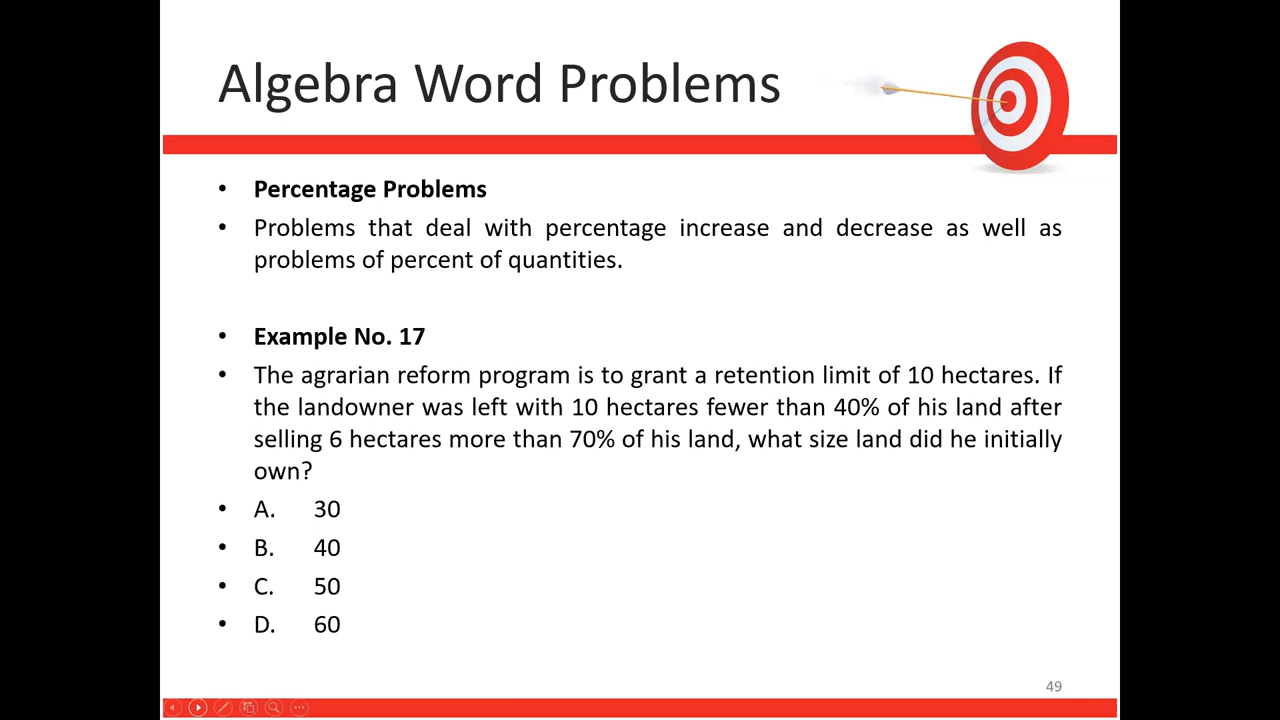 Algebra Word Problems
• Percentage Problems
• Problems that deal with percentage increase and decrease as well as
problems of percent of quantities.
• Example No. 17
• The agrarian reform program is to grant a retention limit of 10 hectares. If
the landowner was left with 10 hectares fewer than 40% of his land after
selling 6 hectares more than 70% of his land, what size land did he initially
own?
• A. 30
• B. 40
• C. 50
• D. 60
49